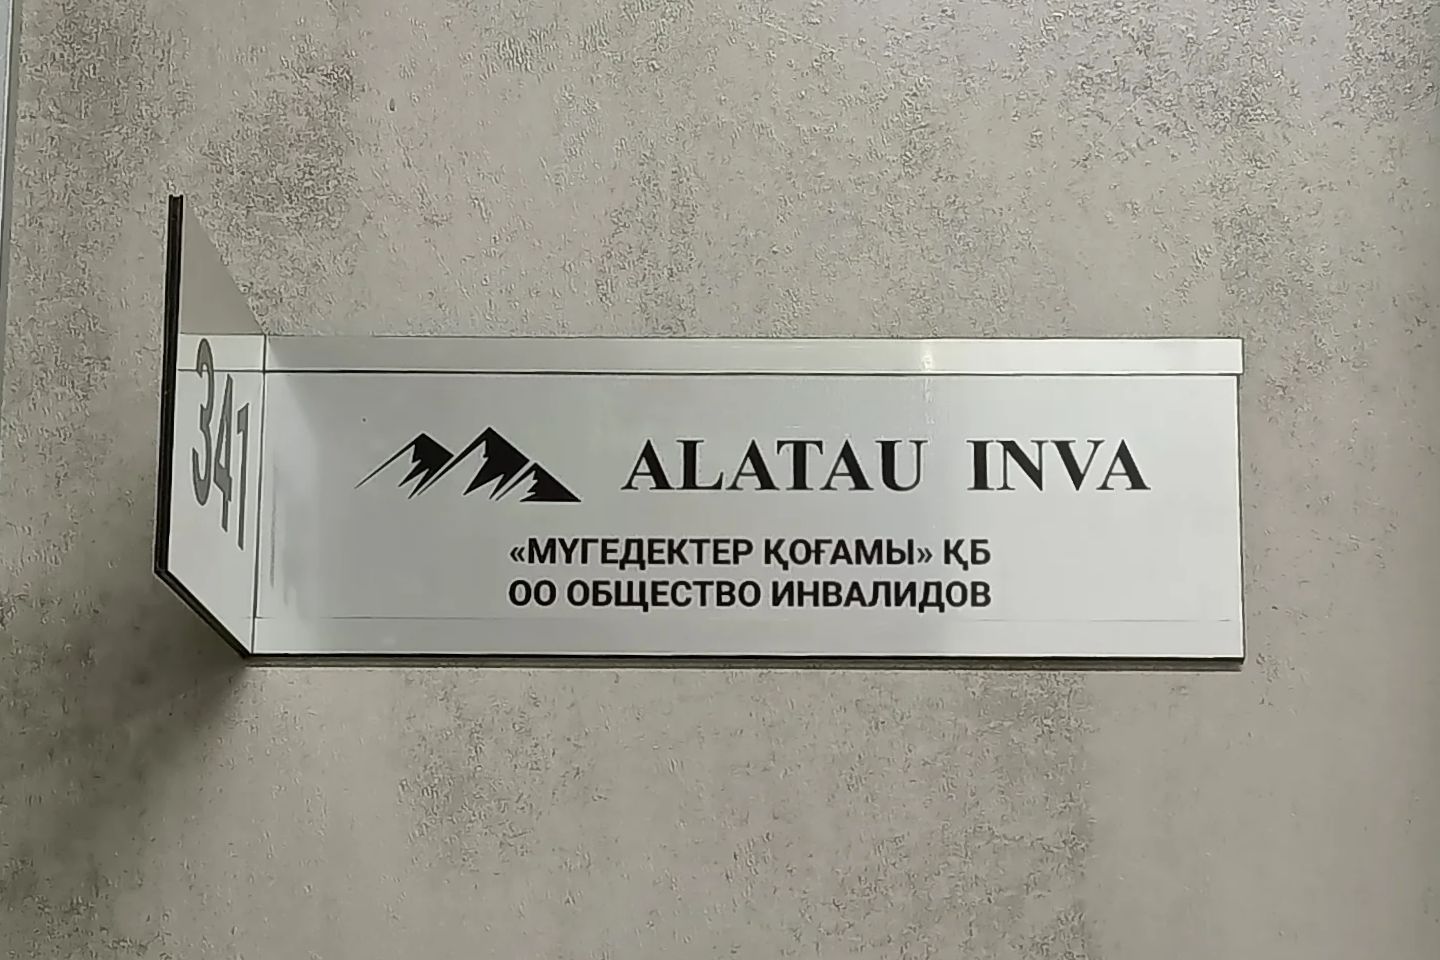 341
ALATAU INVA
«МҮГЕДЕКТЕР ҚОҒАМЫ» ҚБ
ОО ОБЩЕСТВО ИНВАЛИДОВ